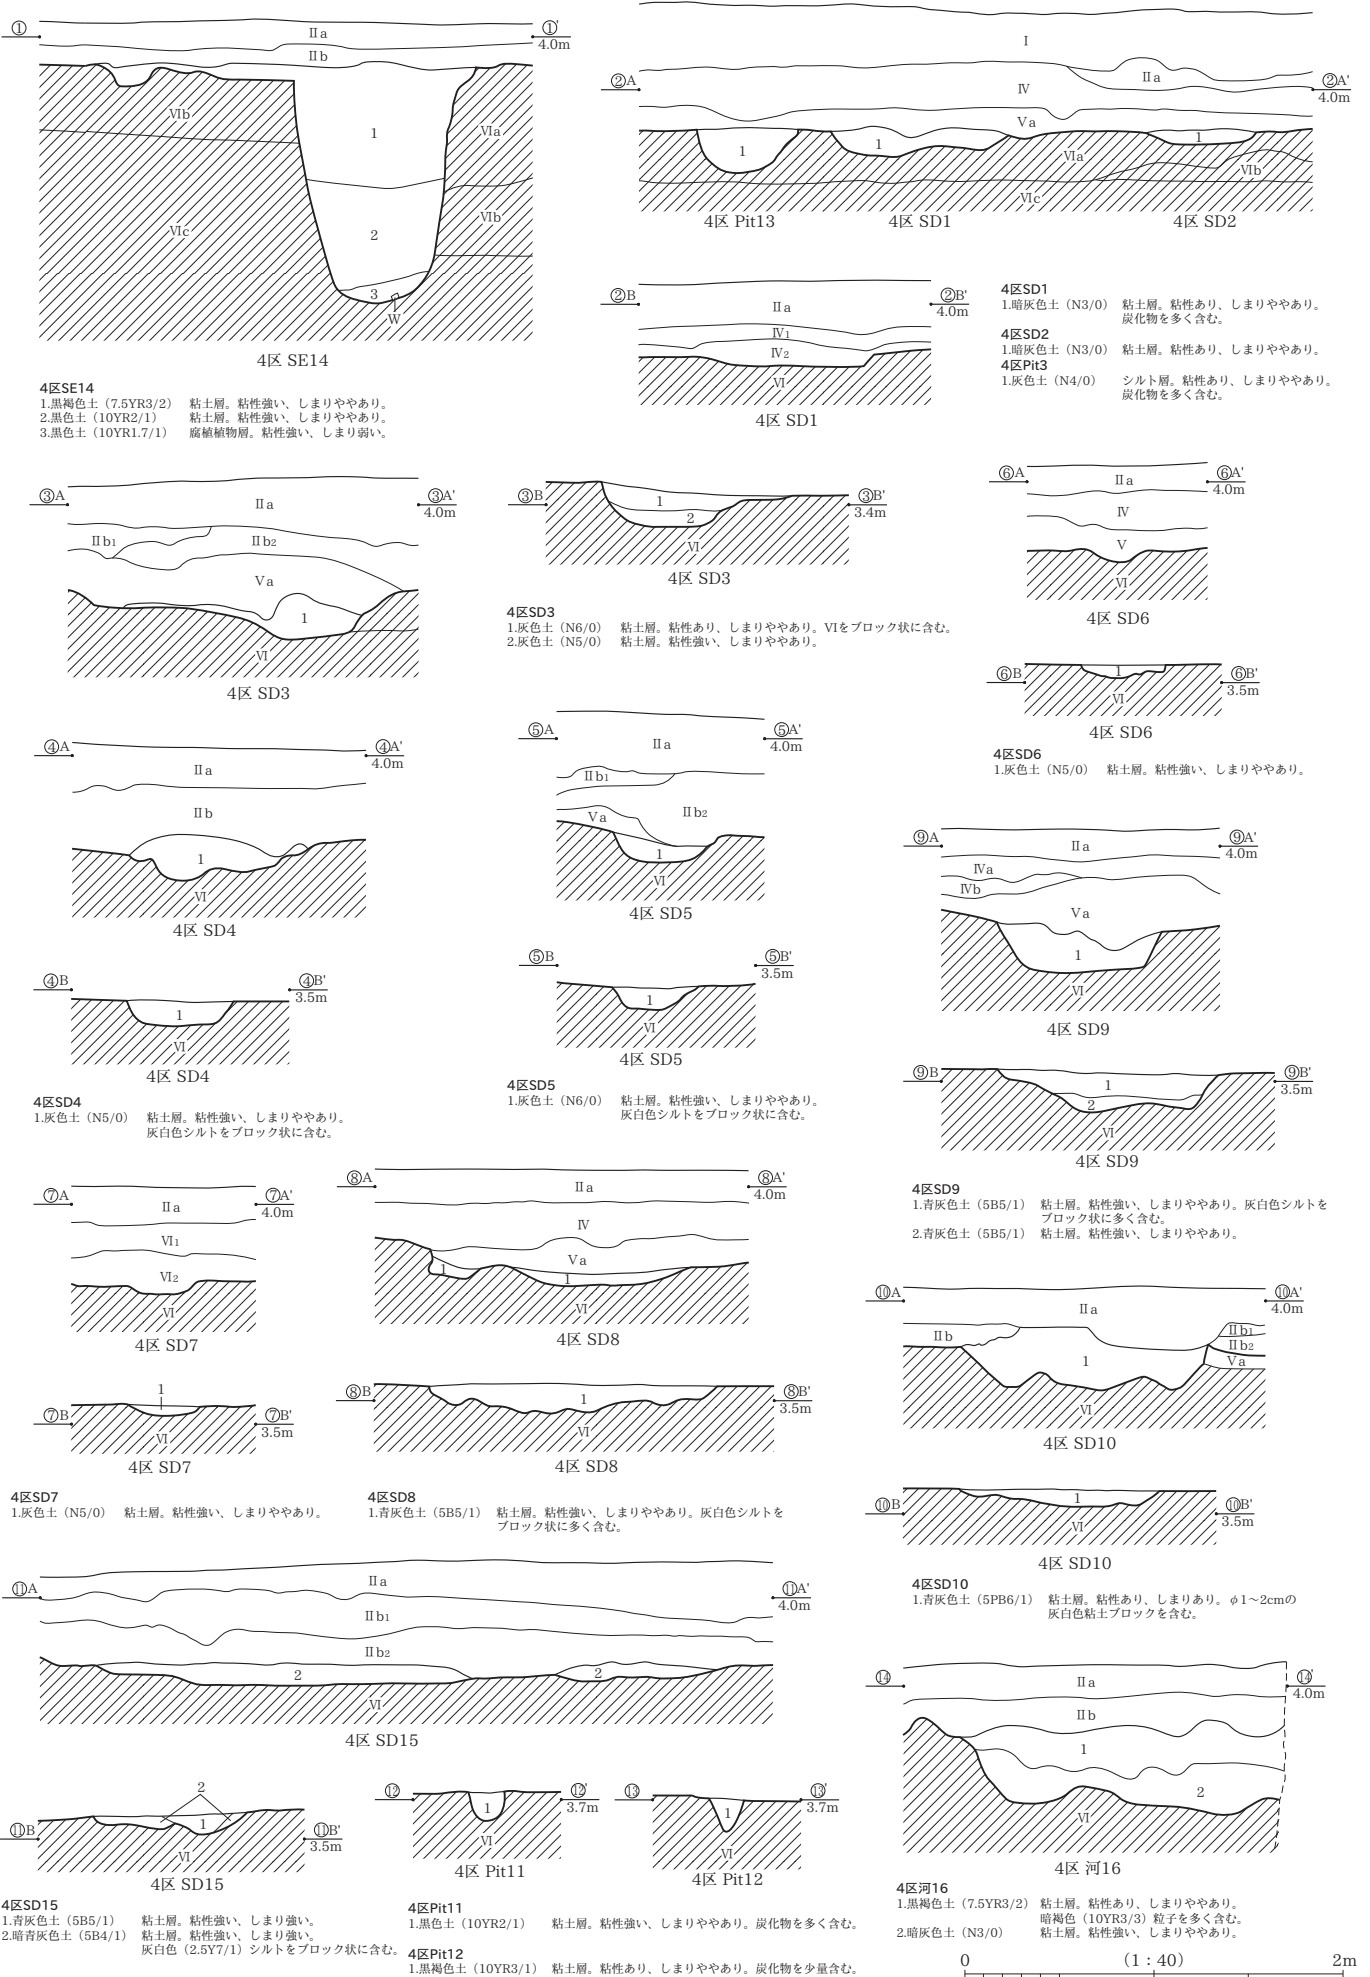 ①
①'
4.0m
Ⅱa
Ⅱb
Ⅵb
Ⅵa
Ⅵc
Ⅵb
1
2
3
W
4区 SE14
4区SE14
1.黒褐色土（7.5YR3/2） 粘土層。粘性強い、しまりややあり。
2.黒色土（10YR2/1） 粘土層。粘性強い、しまりややあり。
3.黒色土（10YR1.7/1） 腐植植物層。粘性強い、しまり弱い。
②A
②A'
4.0m
Ⅰ
Ⅱa
Ⅳ
Ⅴa
1
1
1
Ⅵa
Ⅵb
Ⅵc
4区 Pit13
4区 SD1
4区 SD2
②B
②B'
4.0m
Ⅱa
Ⅳ1
Ⅳ2
Ⅵ
4区 SD1
4区SD1
1.暗灰色土（N3/0） 粘土層。粘性あり、しまりややあり。
炭化物を多く含む。
4区SD2
1.暗灰色土（N3/0） 粘土層。粘性あり、しまりややあり。
4区Pit3
1.灰色土（N4/0） シルト層。粘性あり、しまりややあり。
炭化物を多く含む。
③A
③A'
4.0m
Ⅱa
Ⅱb1
Ⅱb2
Ⅴa
1
Ⅵ
4区 SD3
③B
③B'
3.4m
1
2
Ⅵ
4区 SD3
4区SD3
1.灰色土（N6/0） 粘土層。粘性あり、しまりややあり。Ⅵをブロック状に含む。
2.灰色土（N5/0） 粘土層。粘性強い、しまりややあり。
⑥A
⑥A'
4.0m
Ⅱa
Ⅳ
Ⅴ
Ⅵ
4区 SD6
⑥B
⑥B'
3.5m
1
Ⅵ
4区 SD6
4区SD6
1.灰色土（N5/0） 粘土層。粘性強い、しまりややあり。
④A
④A'
4.0m
Ⅱa
Ⅱb
1
Ⅵ
4区 SD4
④B
④B'
3.5m
1
Ⅵ
4区 SD4
4区SD4
1.灰色土（N5/0） 粘土層。粘性強い、しまりややあり。
灰白色シルトをブロック状に含む。
⑤A
⑤A'
4.0m
Ⅱa
Ⅱb1
Ⅱb2
Ⅴa
1
Ⅵ
4区 SD5
⑤B
⑤B'
3.5m
1
Ⅵ
4区 SD5
4区SD5
1.灰色土（N6/0） 粘土層。粘性強い、しまりややあり。
灰白色シルトをブロック状に含む。
⑨A
⑨A'
4.0m
Ⅱa
Ⅳa
Ⅳb
Ⅴa
1
Ⅵ
4区 SD9
⑨B
⑨B'
3.5m
1
2
Ⅵ
4区 SD9
4区SD9
1.青灰色土（5B5/1） 粘土層。粘性強い、しまりややあり。灰白色シルトを
ブロック状に多く含む。
2.青灰色土（5B5/1） 粘土層。粘性強い、しまりややあり。
⑦A
⑦A'
4.0m
Ⅱa
Ⅵ1
Ⅵ2
Ⅵ
4区 SD7
⑦B
⑦B'
3.5m
1
Ⅵ
4区 SD7
4区SD7
1.灰色土（N5/0） 粘土層。粘性強い、しまりややあり。
⑧A
⑧A'
4.0m
Ⅱa
Ⅳ
Ⅴa
1
1
Ⅵ
4区 SD8
⑧B
⑧B'
3.5m
1
Ⅵ
4区 SD8
4区SD8
1.青灰色土（5B5/1） 粘土層。粘性強い、しまりややあり。灰白色シルトを
ブロック状に多く含む。
⑩A
⑩A'
4.0m
Ⅱa
Ⅱb
Ⅱb1
Ⅱb2
Ⅴa
1
Ⅵ
4区 SD10
⑩B
⑩B'
3.5m
1
Ⅵ
4区 SD10
4区SD10
1.青灰色土（5PB6/1） 粘土層。粘性あり、しまりあり。φ1～2cmの
灰白色粘土ブロックを含む。
⑪A
⑪A'
4.0m
Ⅱa
Ⅱb1
Ⅱb2
2
2
Ⅵ
4区 SD15
⑪B
⑪B'
3.5m
2
1
Ⅵ
4区 SD15
4区SD15
1.青灰色土（5B5/1） 粘土層。粘性強い、しまり強い。
2.暗青灰色土（5B4/1） 粘土層。粘性強い、しまり強い。
灰白色（2.5Y7/1）シルトをブロック状に含む。
⑫
⑫'
3.7m
1
Ⅵ
4区 Pit11
⑬
⑬'
3.7m
1
Ⅵ
4区 Pit12
4区Pit11
1.黒色土（10YR2/1） 粘土層。粘性強い、しまりややあり。炭化物を多く含む。
4区Pit12
1.黒褐色土（10YR3/1） 粘土層。粘性あり、しまりややあり。炭化物を少量含む。
⑭
⑭'
4.0m
Ⅱa
Ⅱb
1
2
Ⅵ
4区 河16
4区河16
1.黒褐色土（7.5YR3/2） 粘土層。粘性あり、しまりややあり。
暗褐色（10YR3/3）粒子を多く含む。
2.暗灰色土（N3/0） 粘土層。粘性強い、しまりややあり。
0 （1：40） 2m